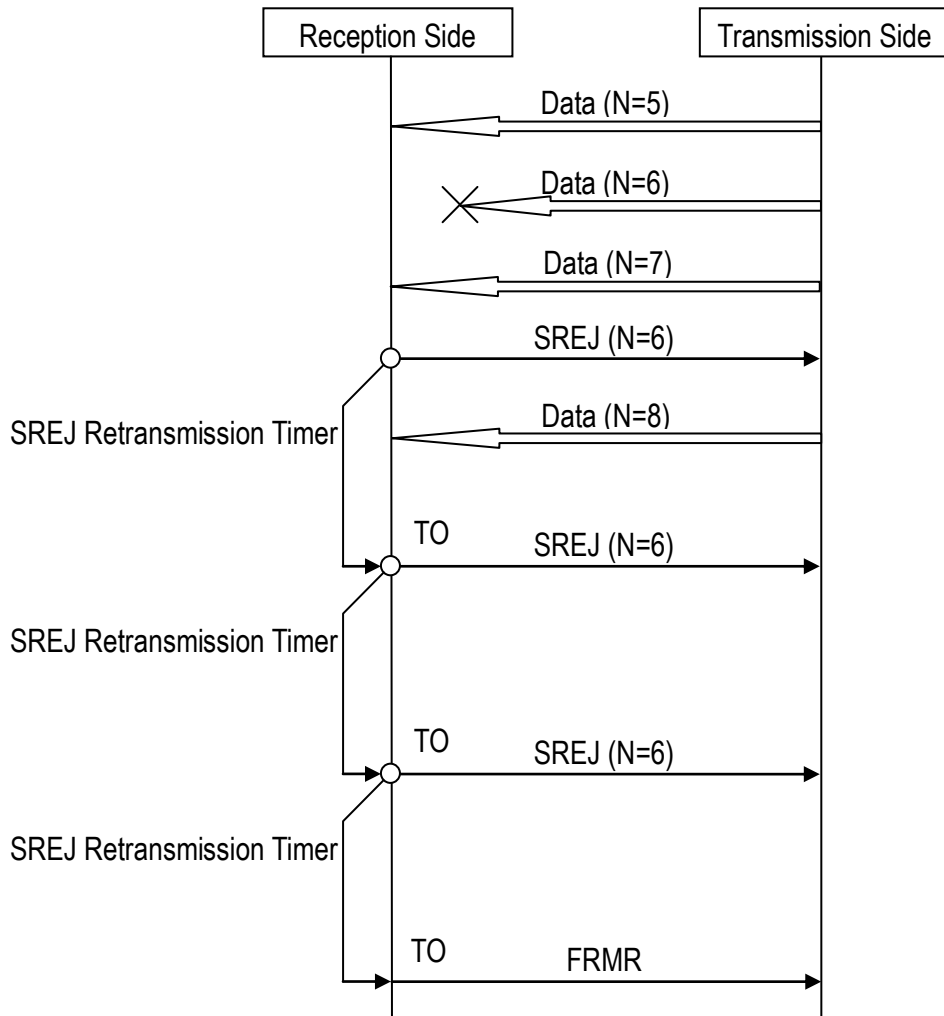 Reception Side
Transmission Side
Data (N=5)
Data (N=6)
Data (N=7)
SREJ (N=6)
Data (N=8)
SREJ Retransmission Timer
TO
SREJ (N=6)
SREJ Retransmission Timer
TO
SREJ (N=6)
SREJ Retransmission Timer
TO
FRMR